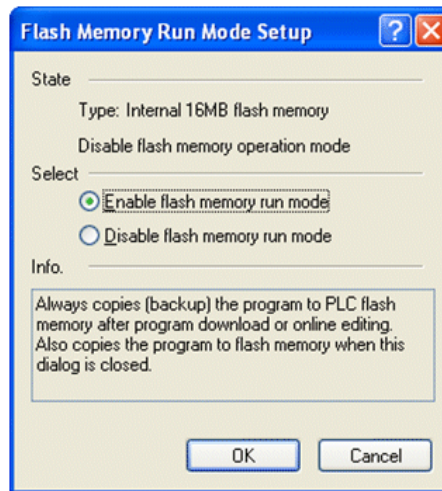 Flash Memory Run Mode Setup
State
Type: Internal 16MB flash memory
Disable flash memory operation mode
Select
Enable flash memory run mode
Disable flash memory run mode
Info.
Always copies (backup) the program to PLC flash
memory after program download or online editing.
Also copies the program to flash memory when this
dialog is closed.
OK Cancel